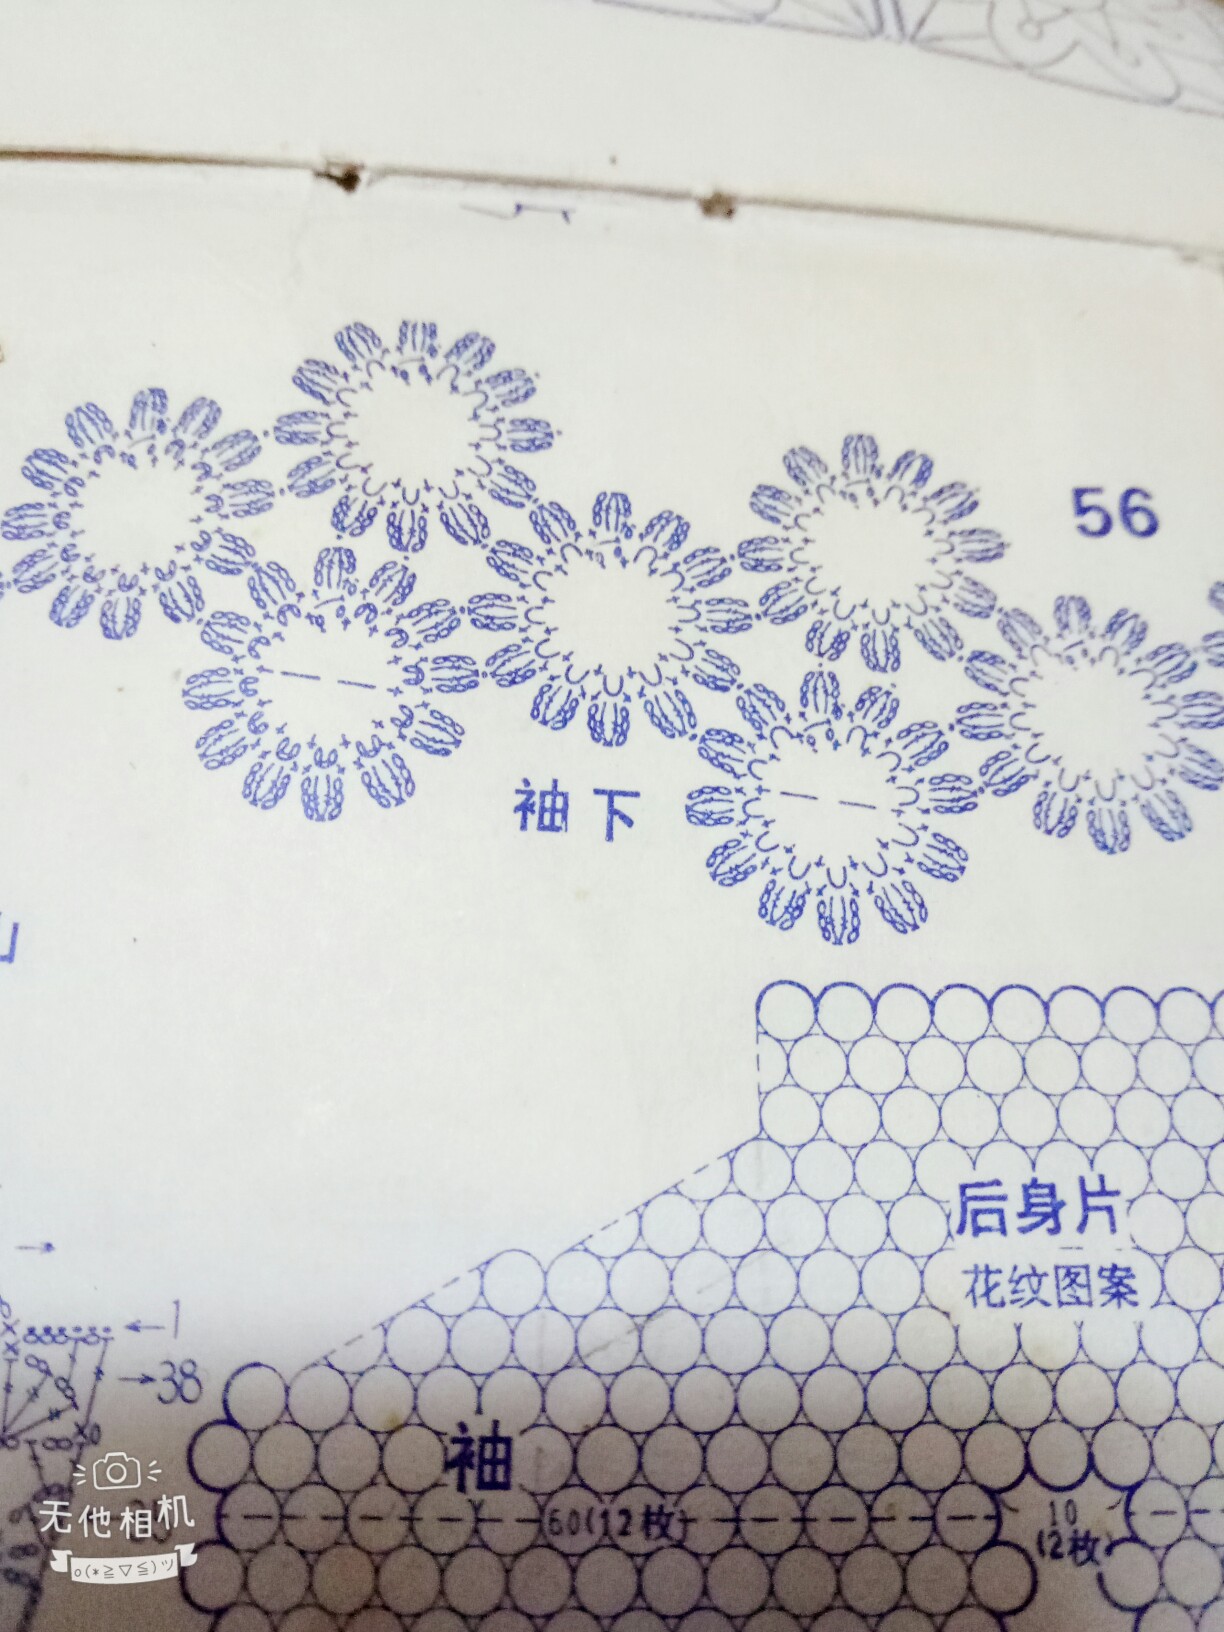 56
袖下
后身片
花纹图案
←1
→38
袖
60(12枚)
10
(2枚)
无他相机
o(*≧▽≦)ツ